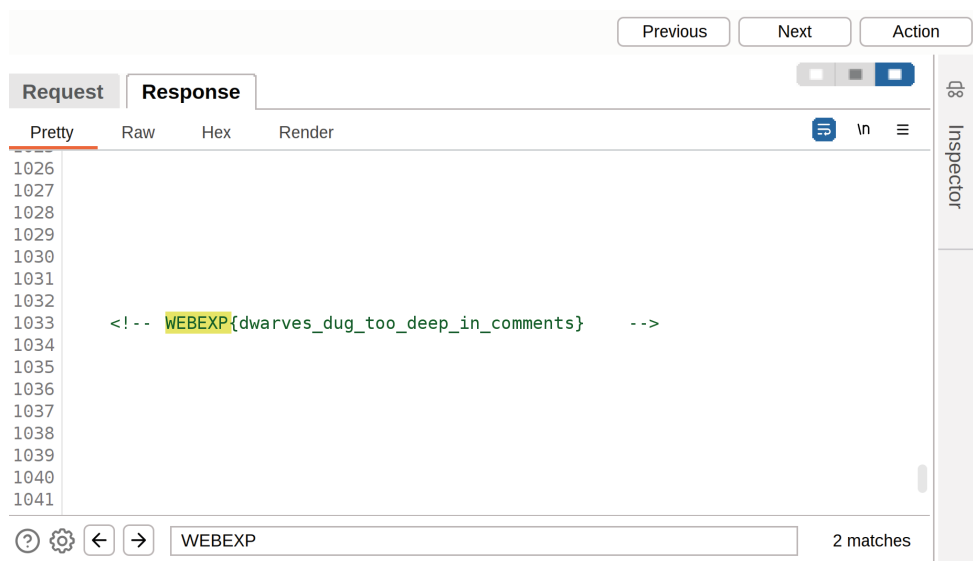 Previous Next Action
Request Response
Pretty Raw Hex Render \n ☰
Inspector
1026
1027
1028
1029
1030
1031
1032
1033 <!-- WEBEXP{dwarves_dug_too_deep_in_comments} -->
1034
1035
1036
1037
1038
1039
1040
1041
? ← → WEBEXP 2 matches